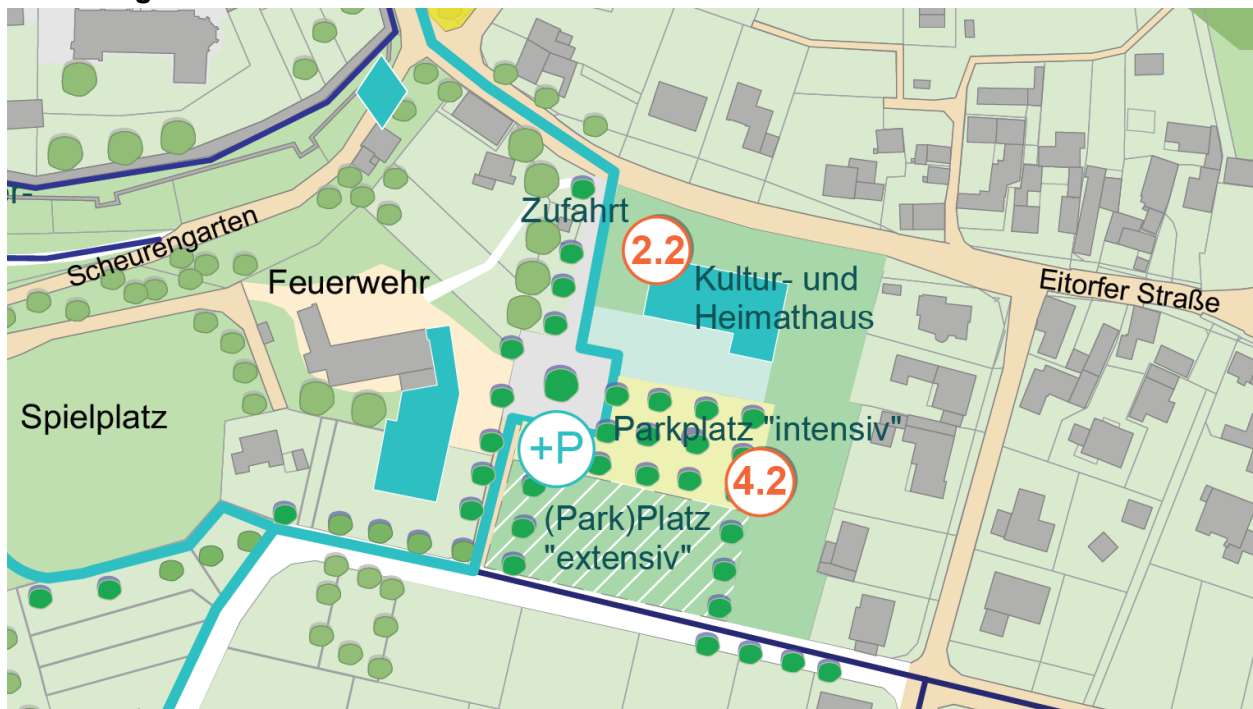 Zufahrt
2.2
Scheurengarten
Feuerwehr
Kultur- und
Heimathaus
Eitorfer Straße
Spielplatz
Parkplatz "intensiv"
+P
4.2
(Park)Platz
"extensiv"